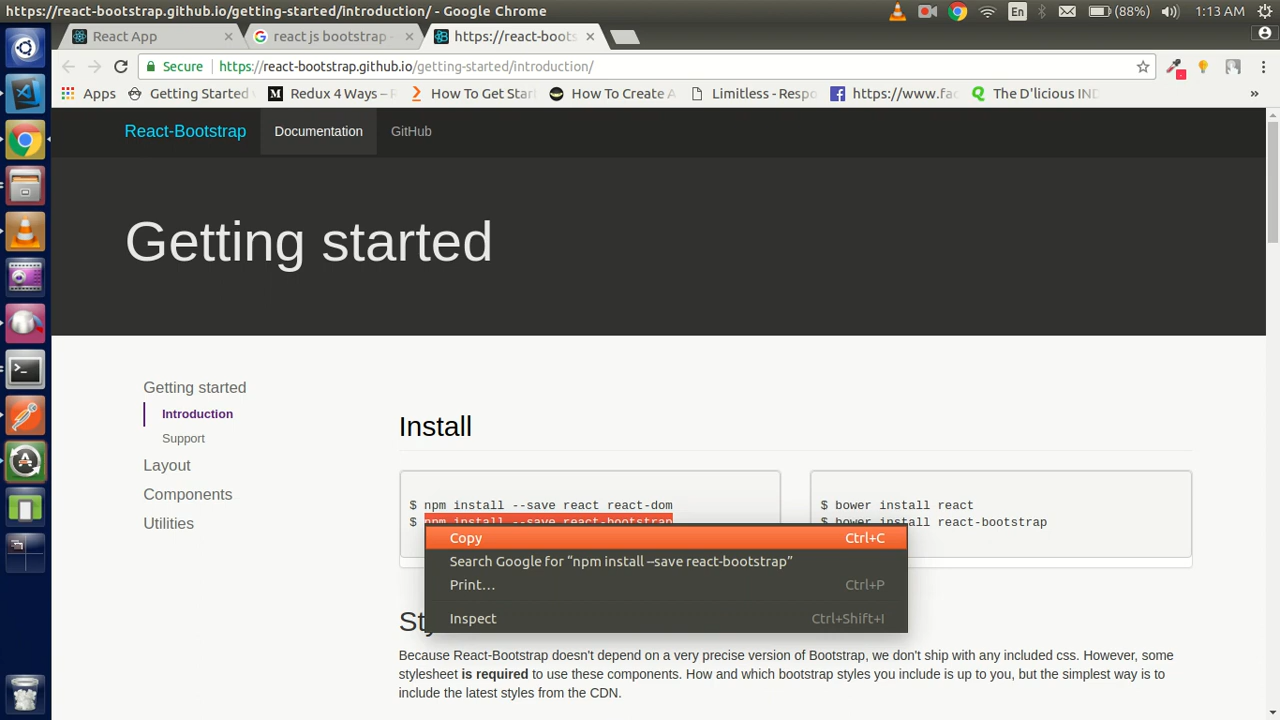 https://react-bootstrap.github.io/getting-started/introduction/ - Google Chrome
En
(88%)
1:13 AM
React App
react js bootstrap -
https://react-boots
Secure
https://react-bootstrap.github.io/getting-started/introduction/
Apps
Getting Started
Redux 4 Ways – R
How To Get Star
How To Create A
Limitless - Respo
https://www.fac
The D'licious IND
»
React-Bootstrap
Documentation
GitHub
Getting started
Getting started
Introduction
Support
Layout
Components
Utilities
Install
$ npm install --save react react-dom
$ npm install --save react-bootstrap
$ bower install react
$ bower install react-bootstrap
Copy Ctrl+C
Search Google for “npm install --save react-bootstrap”
Print… Ctrl+P
Inspect Ctrl+Shift+I
Because React-Bootstrap doesn't depend on a very precise version of Bootstrap, we don't ship with any included css. However, some
stylesheet is required to use these components. How and which bootstrap styles you include is up to you, but the simplest way is to
include the latest styles from the CDN.